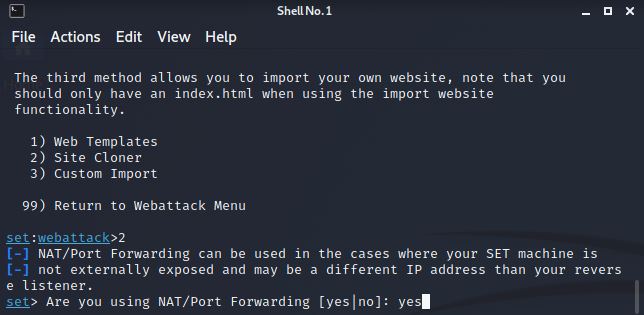 Shell No. 1
File Actions Edit View Help
The third method allows you to import your own website, note that you
should only have an index.html when using the import website
functionality.
1) Web Templates
2) Site Cloner
3) Custom Import
99) Return to Webattack Menu
set:webattack>2
[-] NAT/Port Forwarding can be used in the cases where your SET machine is
[-] not externally exposed and may be a different IP address than your revers
e listener.
set> Are you using NAT/Port Forwarding [yes|no]: yes